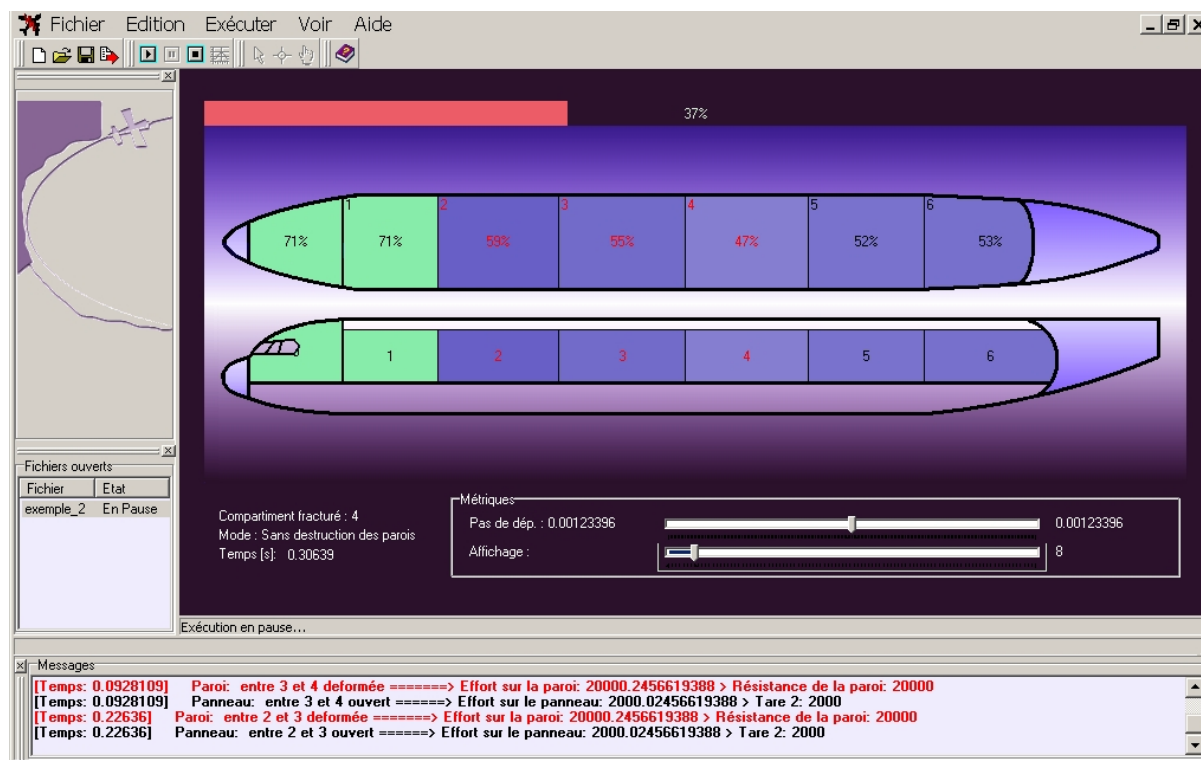 Fichier Edition Exécuter Voir Aide
37%
1 2 3 4 5 6
71% 71% 59% 55% 47% 52% 53%
1 2 3 4 5 6
Fichiers ouverts
Fichier Etat
exemple_2 En Pause
Compartiment fracturé : 4
Mode : Sans destruction des parois
Temps [s]: 0.30639
Métriques
Pas de dép. : 0.00123396 0.00123396
Affichage : 8
Exécution en pause...
Messages
[Temps: 0.0928109] Paroi: entre 3 et 4 deformée =======> Effort sur la paroi: 20000.2456619388 > Résistance de la paroi: 20000
[Temps: 0.0928109] Panneau: entre 3 et 4 ouvert ======> Effort sur le panneau: 2000.02456619388 > Tare 2: 2000
[Temps: 0.22636] Paroi: entre 2 et 3 deformée =======> Effort sur la paroi: 20000.2456619388 > Résistance de la paroi: 20000
[Temps: 0.22636] Panneau: entre 2 et 3 ouvert ======> Effort sur le panneau: 2000.02456619388 > Tare 2: 2000